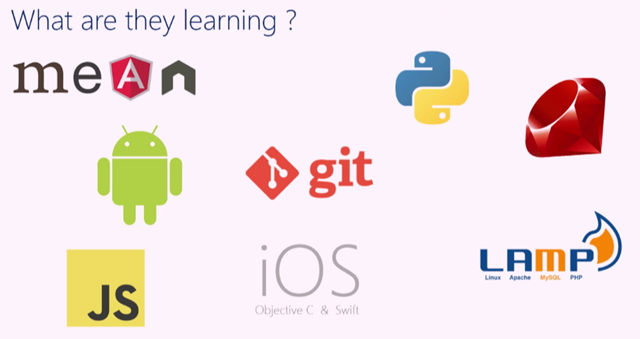 What are they learning ?
meAn
git
JS
iOS
Objective C & Swift
LAMP
Linux Apache MySQL PHP